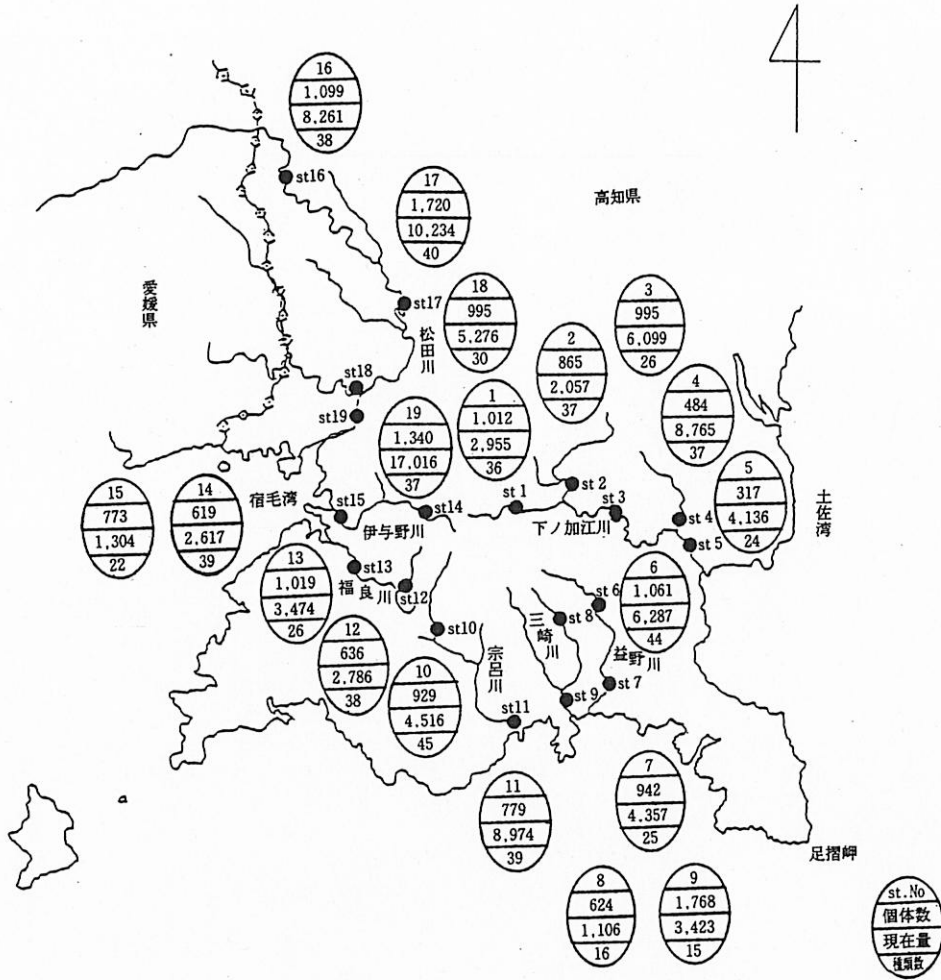 16
1,099
8,261
38
17
1,720
10,234
40
高知県
愛媛県
st16
st17
松田川
18
995
5,276
30
3
995
6,099
26
2
865
2,057
37
4
484
8,765
37
1
1.012
2,955
36
19
1,340
17,016
37
5
317
4,136
24
st18
st19
15
773
1,304
22
14
619
2,617
39
宿毛湾
st15
伊与野川
st14
st 1
st 2
st 3
下ノ加江川
st 4
st 5
土佐湾
13
1,019
3,474
26
st13
福良川
st12
6
1,061
6,287
44
st 6
st 8
三崎川
益野川
st10
宗呂川
12
636
2,786
38
10
929
4.516
45
st 7
st 9
st11
11
779
8,974
39
7
942
4.357
25
足摺岬
8
624
1,106
16
9
1,768
3,423
15
st.No
個体数
現在量
種類数